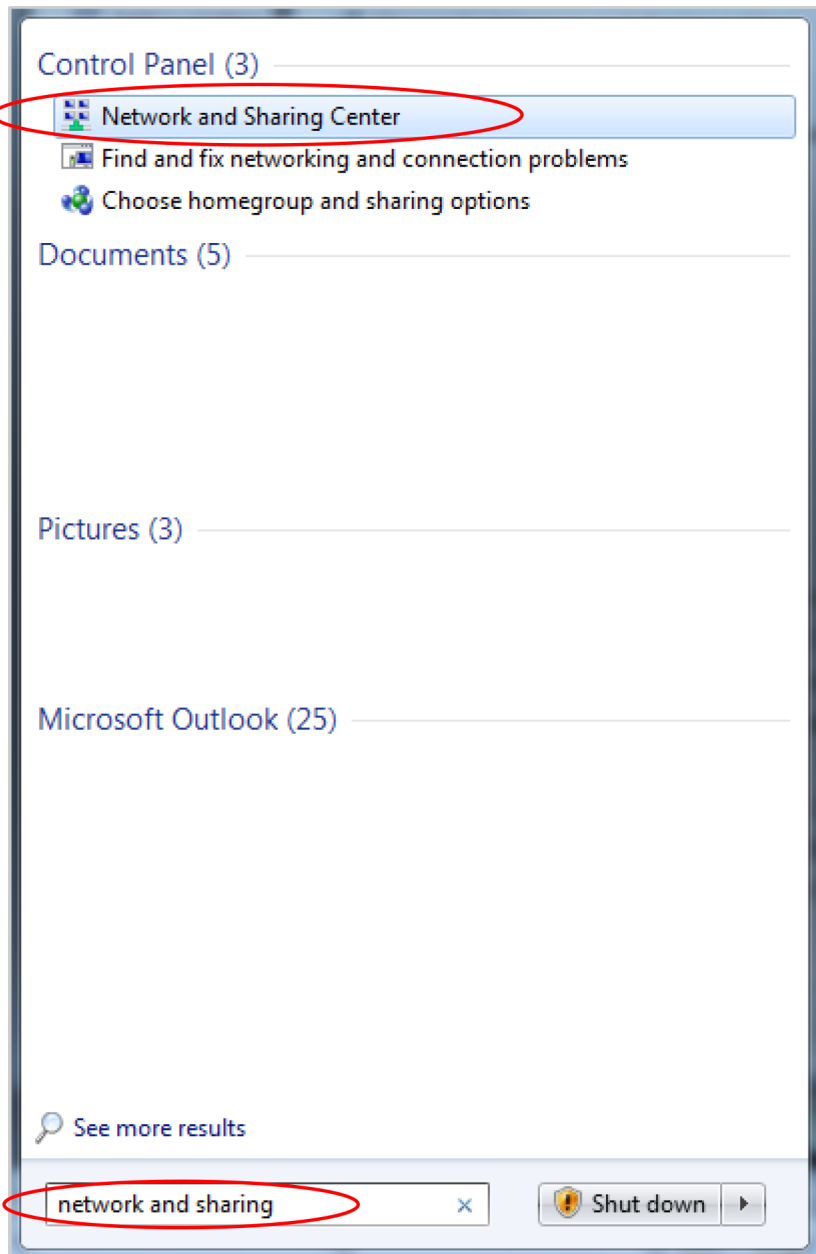 Control Panel (3)
Network and Sharing Center
Find and fix networking and connection problems
Choose homegroup and sharing options
Documents (5)
Pictures (3)
Microsoft Outlook (25)
See more results
network and sharing
Shut down